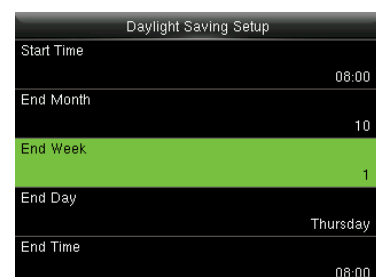 Daylight Saving Setup
Start Time
08:00
End Month
10
End Week
1
End Day
Thursday
End Time
08:00